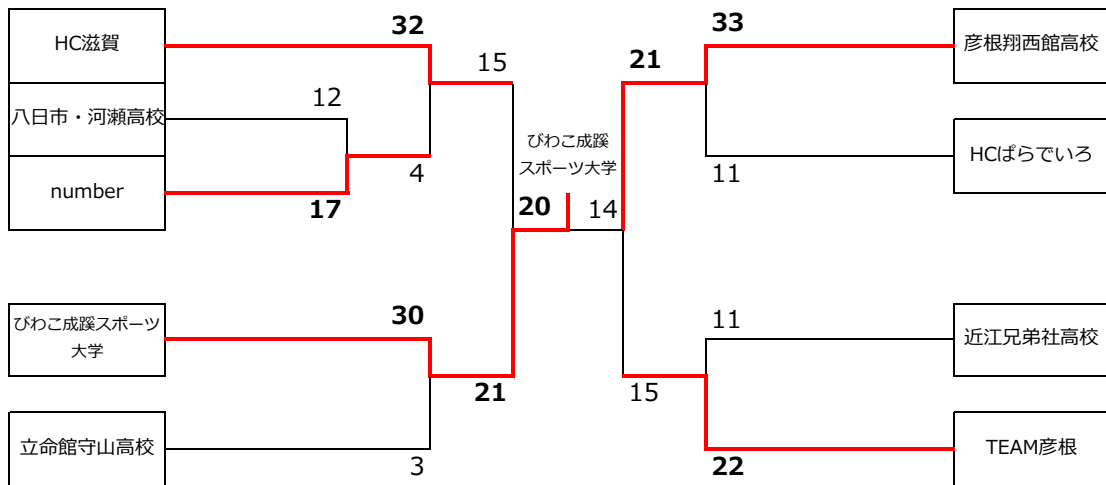 32
33
HC滋賀
彦根翔西館高校
15
21
12
八日市・河瀬高校
びわこ成蹊
スポーツ大学
HCぱらでいろ
4
11
number
17
20
14
30
11
びわこ成蹊スポーツ
大学
近江兄弟社高校
21
15
立命館守山高校
TEAM彦根
3
22